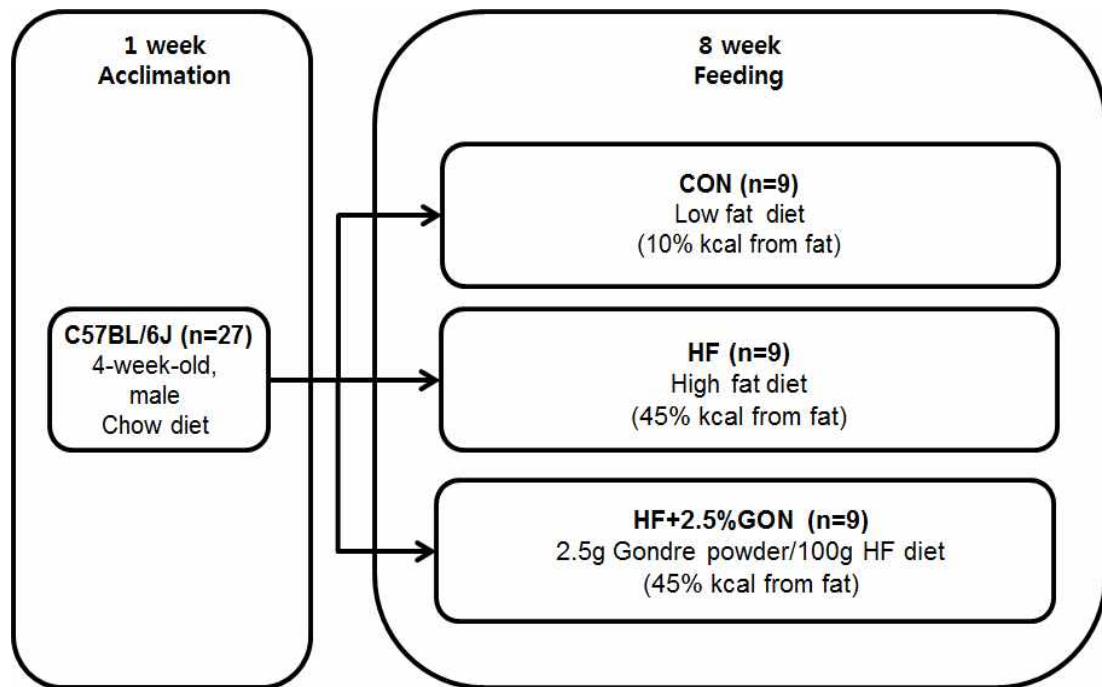 1 week
Acclimation
8 week
Feeding
C57BL/6J (n=27)
4-week-old,
male
Chow diet
CON (n=9)
Low fat diet
(10% kcal from fat)
HF (n=9)
High fat diet
(45% kcal from fat)
HF+2.5%GON (n=9)
2.5g Gondre powder/100g HF diet
(45% kcal from fat)